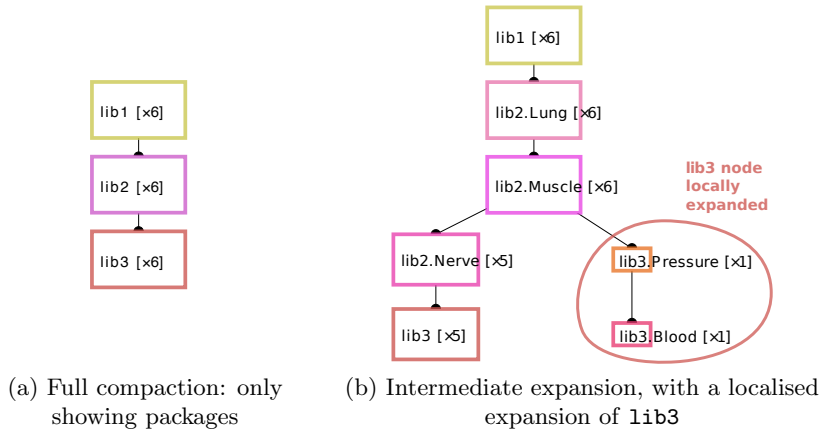 lib1 [×6]
lib2 [×6]
lib3 [×6]
(a) Full compaction: only
showing packages
lib1 [×6]
lib2.Lung [×6]
lib2.Muscle [×6]
lib3 node
locally
expanded
lib2.Nerve [×5]
lib3.Pressure [×1]
lib3 [×5]
lib3.Blood [×1]
(b) Intermediate expansion, with a localised
expansion of lib3